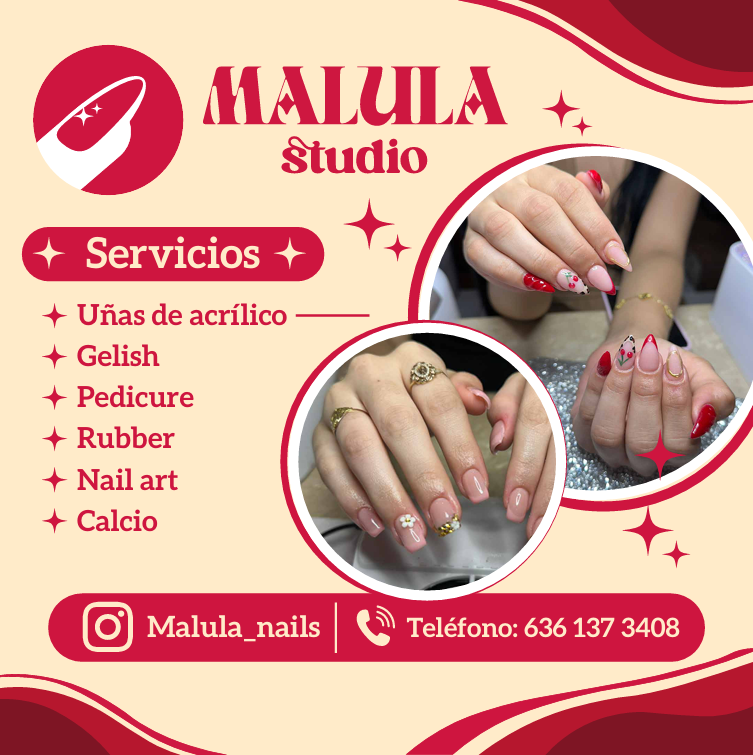 MALULA
Studio
Servicios
Uñas de acrílico
Gelish
Pedicure
Rubber
Nail art
Calcio
Malula_nails
Teléfono: 636 137 3408